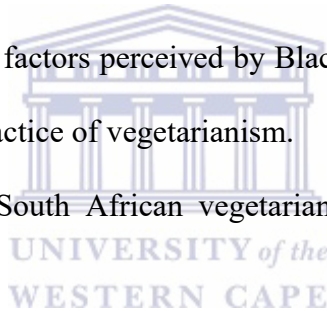 factors perceived by Blac
actice of vegetarianism.
South African vegetarian
UNIVERSITY of the
WESTERN CAPE